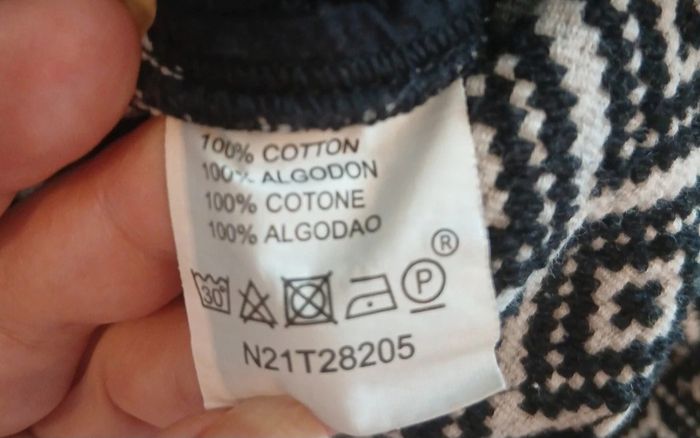 100% COTTON
100% ALGODON
100% COTONE
100% ALGODAO
®
30° P
N21T28205